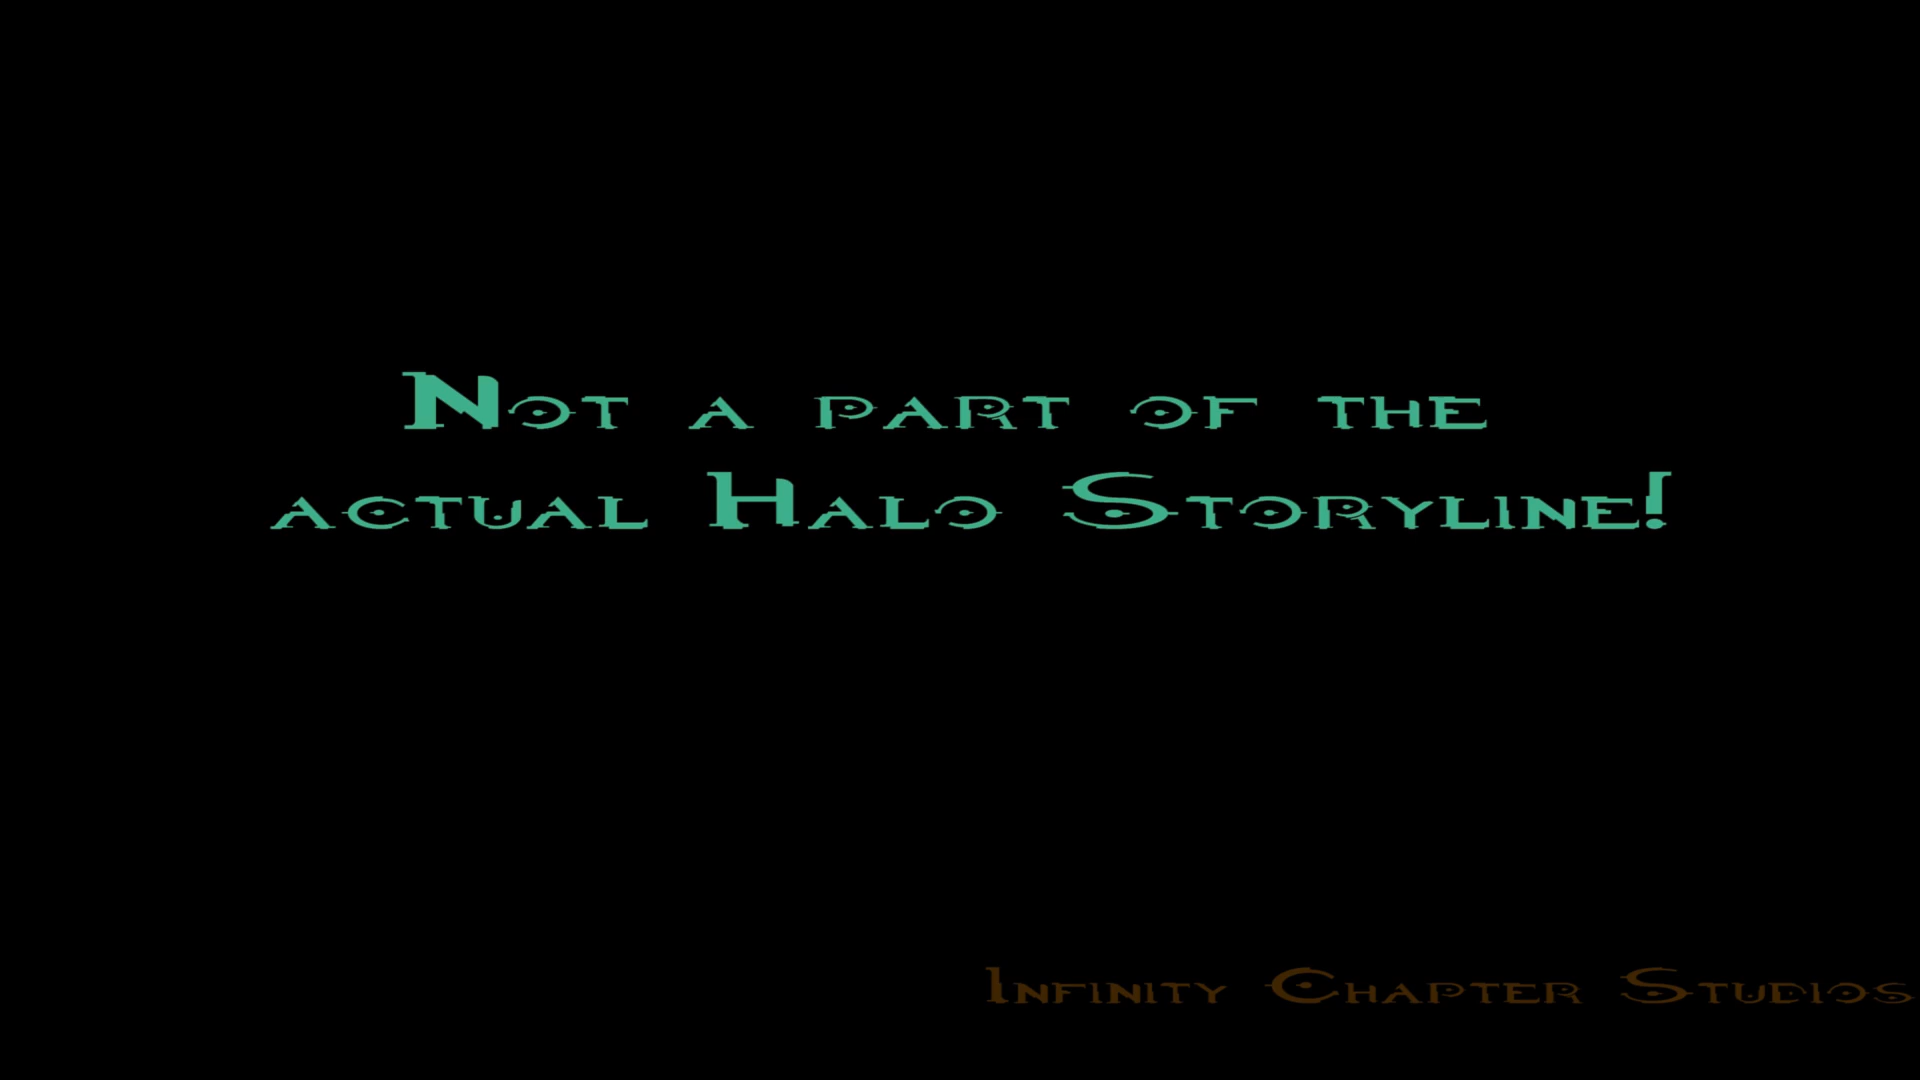 Not a part of the
actual Halo Storyline!
Infinity Chapter Studios